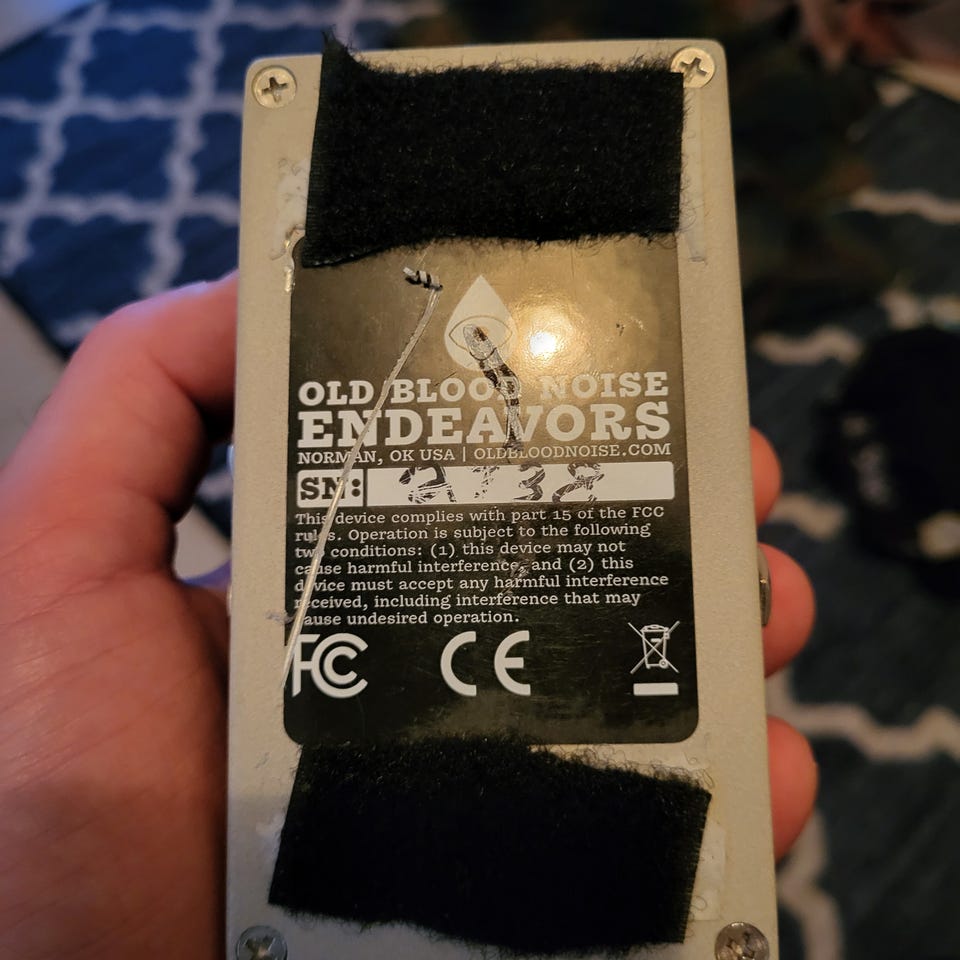 OLD BLOOD NOISE
ENDEAVORS
NORMAN, OK USA | OLDBLOODNOISE.COM
SN: 2738
This device complies with part 15 of the FCC
rules. Operation is subject to the following
two conditions: (1) this device may not
cause harmful interference, and (2) this
device must accept any harmful interference
received, including interference that may
cause undesired operation.
FC CE